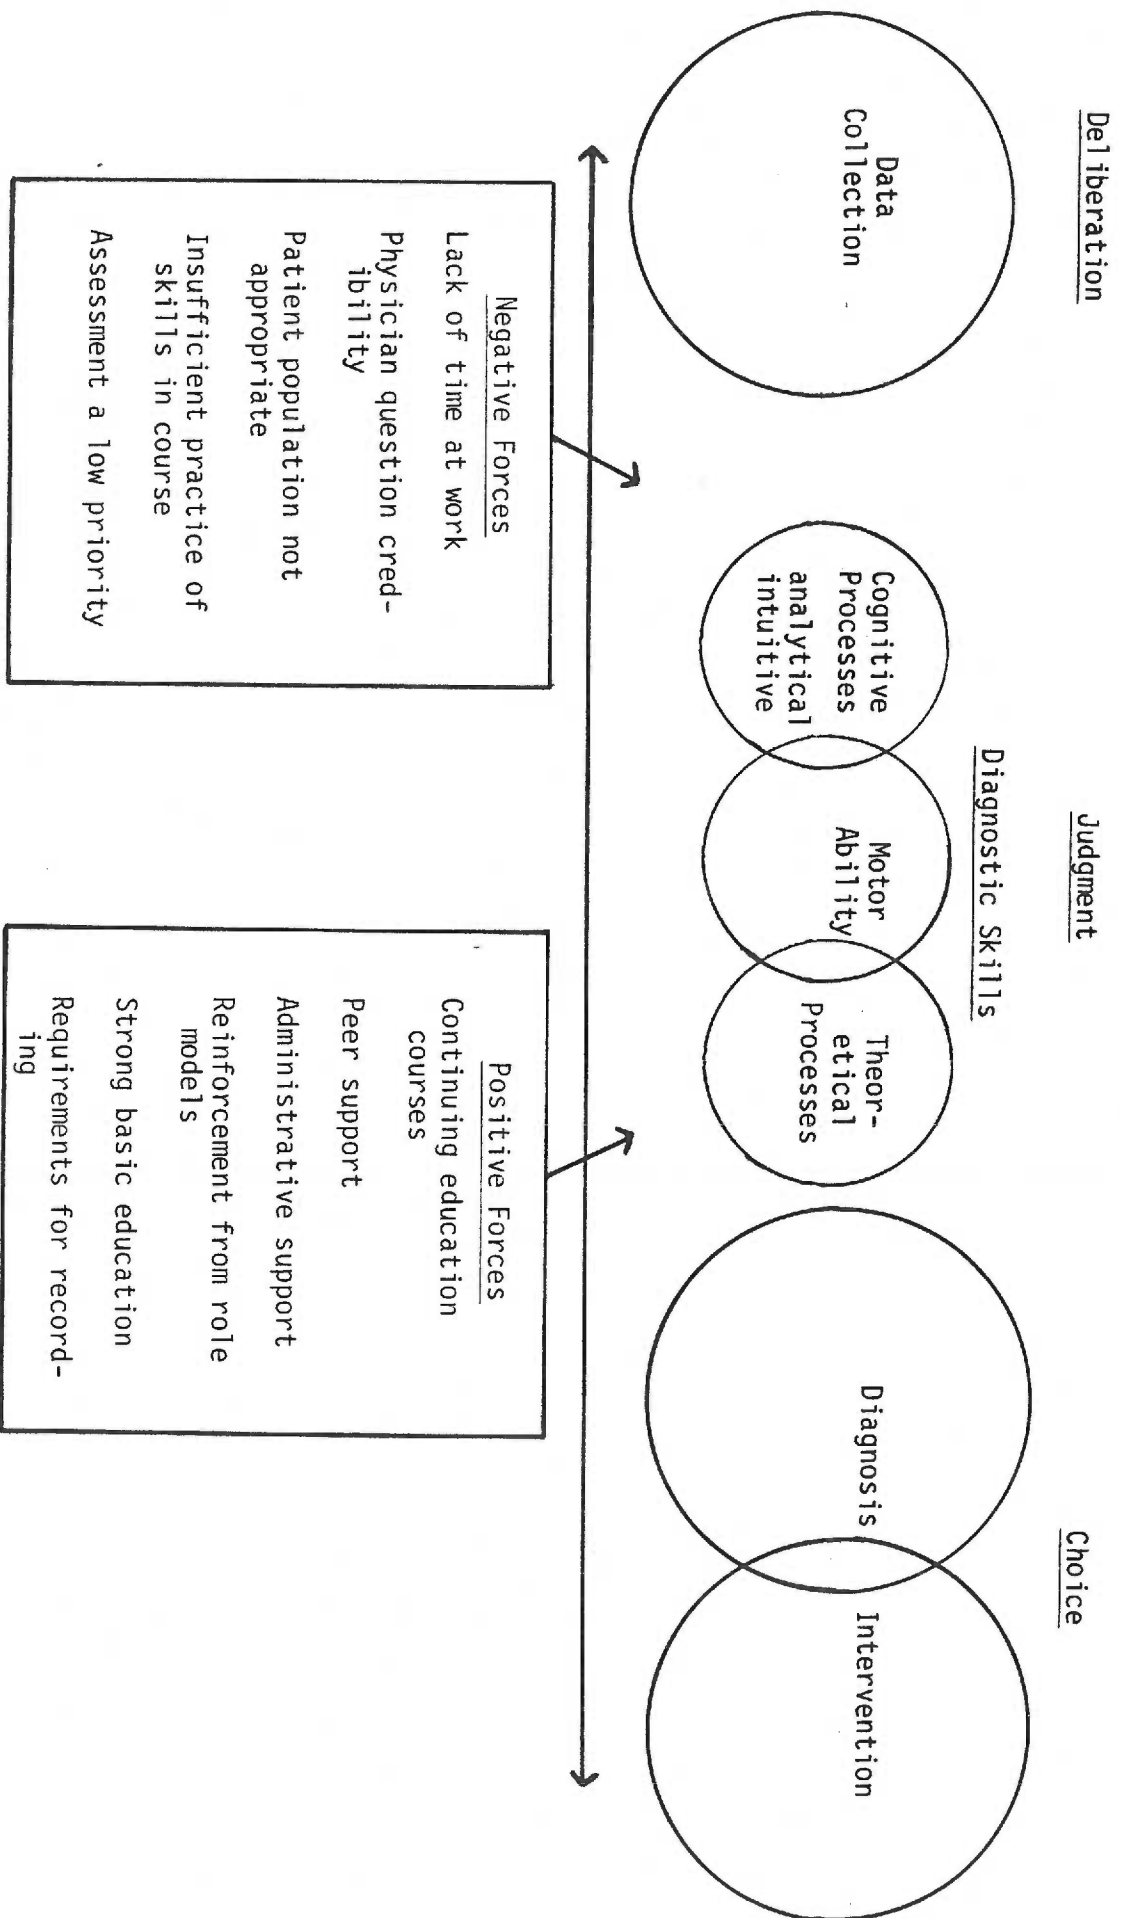 Deliberation
Judgment
Choice
Diagnostic Skills
Data
Collection
Cognitive
Processes
analytical
intuitive
Motor
Ability
Theor-
etical
Processes
Diagnosis
Intervention
Negative Forces
Lack of time at work
Physician question cred-
ibility
Patient population not
appropriate
Insufficient practice of
skills in course
Assessment a low priority
Positive Forces
Continuing education
courses
Peer support
Administrative support
Reinforcement from role
models
Strong basic education
Requirements for record-
ing